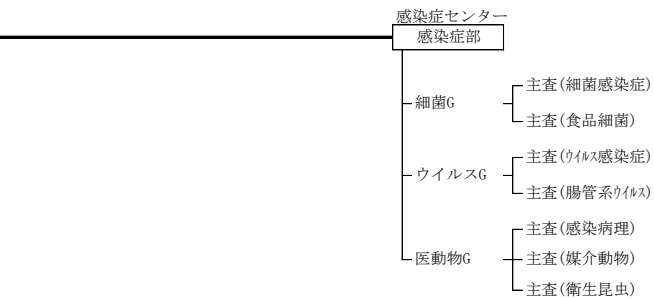 感染症センター
感染症部
細菌G
主査(細菌感染症)
主査(食品細菌)
ウイルスG
主査(ｳｲﾙｽ感染症)
主査(腸管系ｳｲﾙｽ)
医動物G
主査(感染病理)
主査(媒介動物)
主査(衛生昆虫)